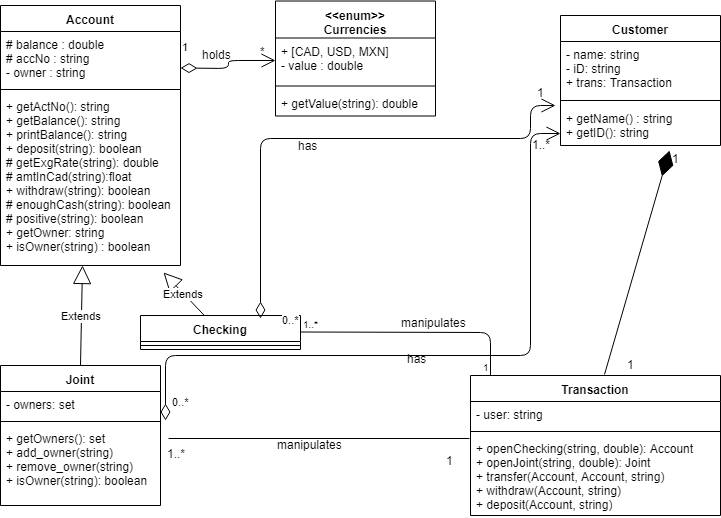 Account
# balance : double
# accNo : string
- owner : string
+ getActNo(): string
+ getBalance(): string
+ printBalance(): string
+ deposit(string): boolean
# getExgRate(string): double
# amtInCad(string):float
+ withdraw(string): boolean
# enoughCash(string): boolean
# positive(string): boolean
+ getOwner: string
+ isOwner(string) : boolean
1
holds
*
<<enum>>
Currencies
+ [CAD, USD, MXN]
- value : double
+ getValue(string): double
Customer
- name: string
- iD: string
+ trans: Transaction
+ getName() : string
+ getID(): string
1
has
1..*
1
Extends
Extends
Checking
0..*
1..*
manipulates
1
has
1
Joint
- owners: set
+ getOwners(): set
+ add_owner(string)
+ remove_owner(string)
+ isOwner(string): boolean
0..*
1..*
manipulates
1
Transaction
- user: string
+ openChecking(string, double): Account
+ openJoint(string, double): Joint
+ transfer(Account, Account, string)
+ withdraw(Account, string)
+ deposit(Account, string)